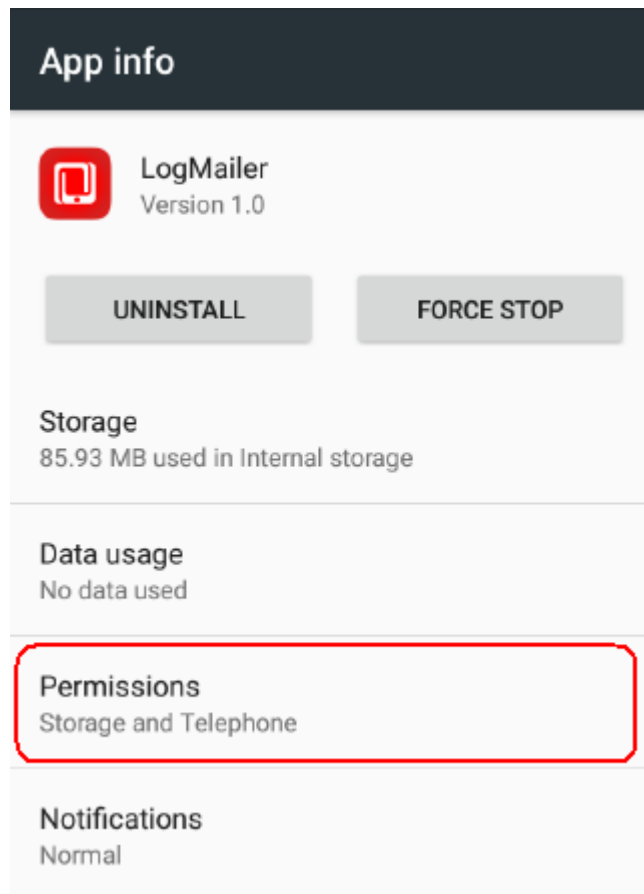 App info
LogMailer
Version 1.0
UNINSTALL FORCE STOP
Storage
85.93 MB used in Internal storage
Data usage
No data used
Permissions
Storage and Telephone
Notifications
Normal